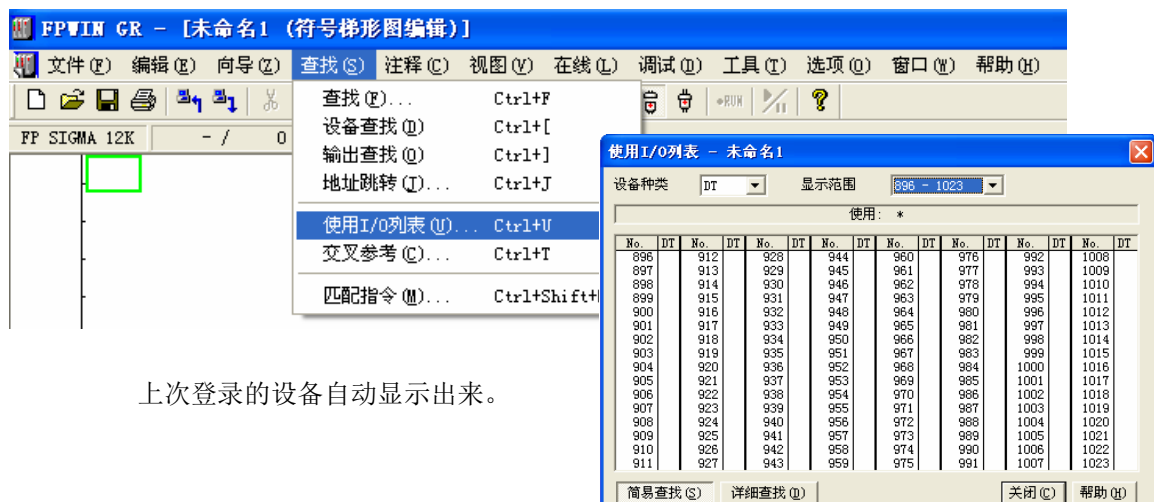 FPWIN GR - [未命名1 (符号梯形图编辑)]
文件(F) 编辑(E) 向导(Z) 查找(S) 注释(C) 视图(V) 在线(L) 调试(D) 工具(T) 选项(O) 窗口(W) 帮助(H)
FP SIGMA 12K - / 0
查找(F)... Ctrl+F
设备查找(D) Ctrl+[
输出查找(O) Ctrl+]
地址跳转(J)... Ctrl+J
使用I/O列表(U)... Ctrl+U
交叉参考(C)... Ctrl+T
匹配指令(M)... Ctrl+Shift+
RUN
上次登录的设备自动显示出来。
使用I/O列表 - 未命名1
设备种类 DT 显示范围 896 - 1023
使用: *
No. DT No. DT No. DT No. DT No. DT No. DT No. DT No. DT
896 912 928 944 960 976 992 1008
897 913 929 945 961 977 993 1009
898 914 930 946 962 978 994 1010
899 915 931 947 963 979 995 1011
900 916 932 948 964 980 996 1012
901 917 933 949 965 981 997 1013
902 918 934 950 966 982 998 1014
903 919 935 951 967 983 999 1015
904 920 936 952 968 984 1000 1016
905 921 937 953 969 985 1001 1017
906 922 938 954 970 986 1002 1018
907 923 939 955 971 987 1003 1019
908 924 940 956 972 988 1004 1020
909 925 941 957 973 989 1005 1021
910 926 942 958 974 990 1006 1022
911 927 943 959 975 991 1007 1023
简易查找(S) 详细查找(D) 关闭(C) 帮助(H)